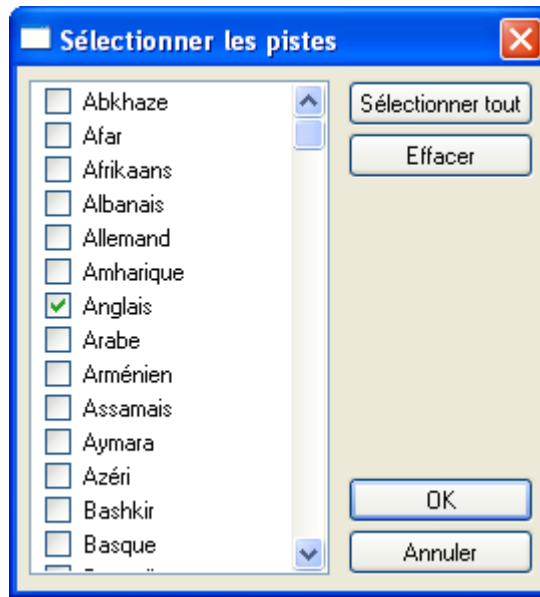 Sélectionner les pistes
Abkhaze
Afar
Afrikaans
Albanais
Allemand
Amharique
Anglais
Arabe
Arménien
Assamais
Aymara
Azéri
Bashkir
Basque
Sélectionner tout
Effacer
OK
Annuler